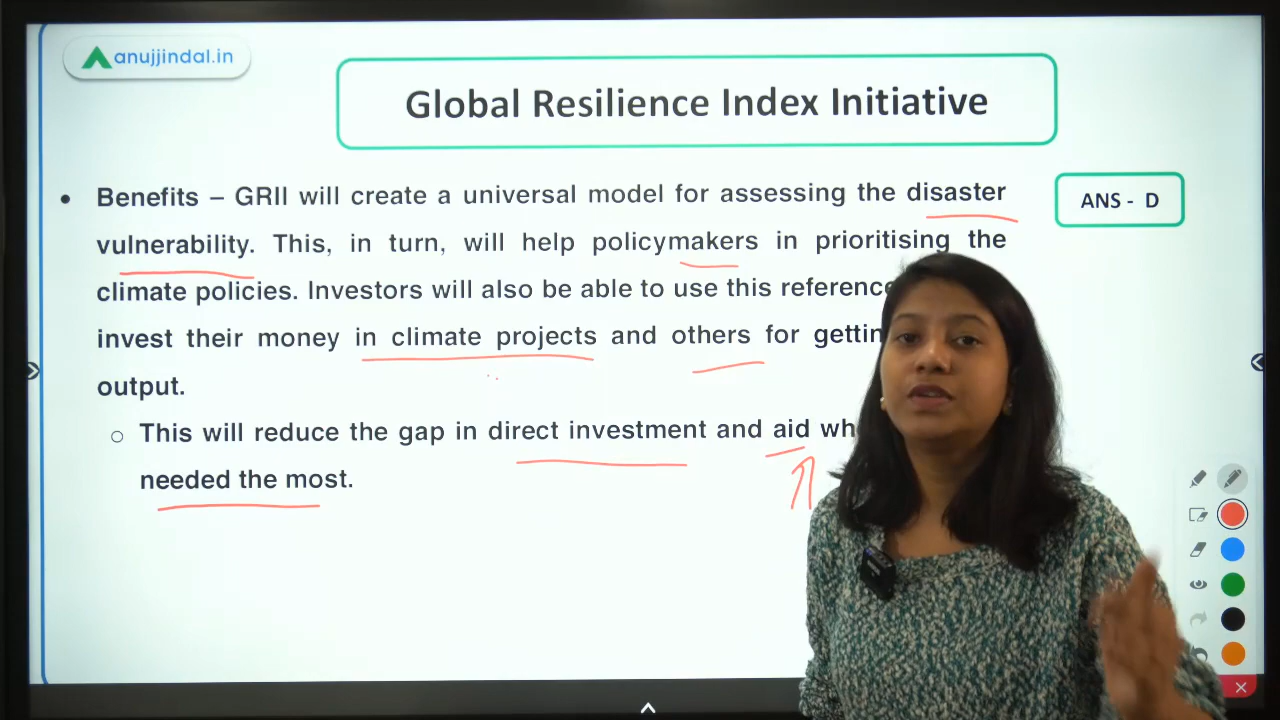 anujjindal.in
Global Resilience Index Initiative
• Benefits – GRII will create a universal model for assessing the disaster
ANS - D
vulnerability. This, in turn, will help policymakers in prioritising the
climate policies. Investors will also be able to use this reference
invest their money in climate projects and others for
output.
○ This will reduce the gap in direct investment and aid
needed the most.